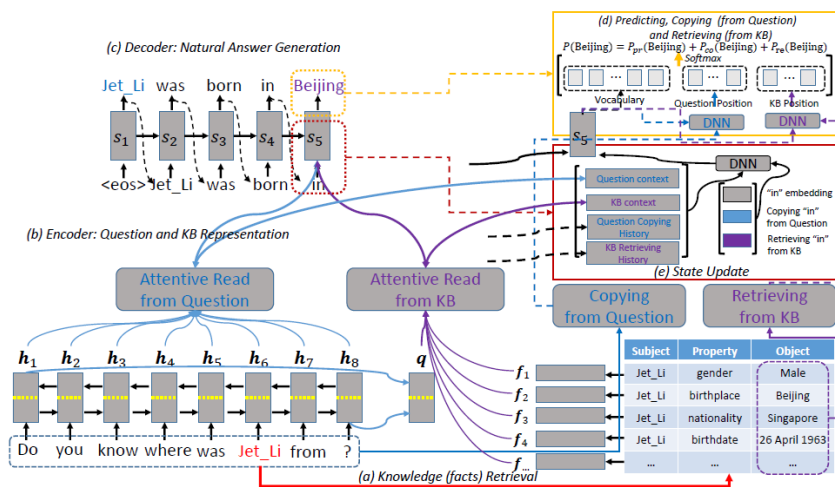 (d) Predicting, Copying (from Question)
and Retrieving (from KB)
P(Beijing) = P_pr(Beijing) + P_co(Beijing) + P_re(Beijing)
Softmax
Vocabulary Question Position KB Position
DNN DNN
(c) Decoder: Natural Answer Generation
Jet_Li was born in Beijing
s1 s2 s3 s4 s5
<eos> Jet_Li was born in
s5
DNN
Question context
KB context
Question Copying
History
KB Retrieving
History
"in" embedding
Copying "in"
from Question
Retrieving "in"
from KB
(e) State Update
(b) Encoder: Question and KB Representation
Attentive Read
from Question
Attentive Read
from KB
Copying
from Question
Retrieving
from KB
h1 h2 h3 h4 h5 h6 h7 h8 q
f1
f2
f3
f4
f...
Subject Property Object
Jet_Li gender Male
Jet_Li birthplace Beijing
Jet_Li nationality Singapore
Jet_Li birthdate 26 April 1963
... ... ...
Do you know where was Jet_Li from ?
(a) Knowledge (facts) Retrieval